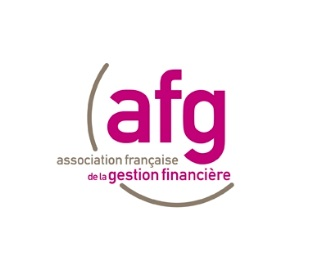 afg
association française
de la gestion financière